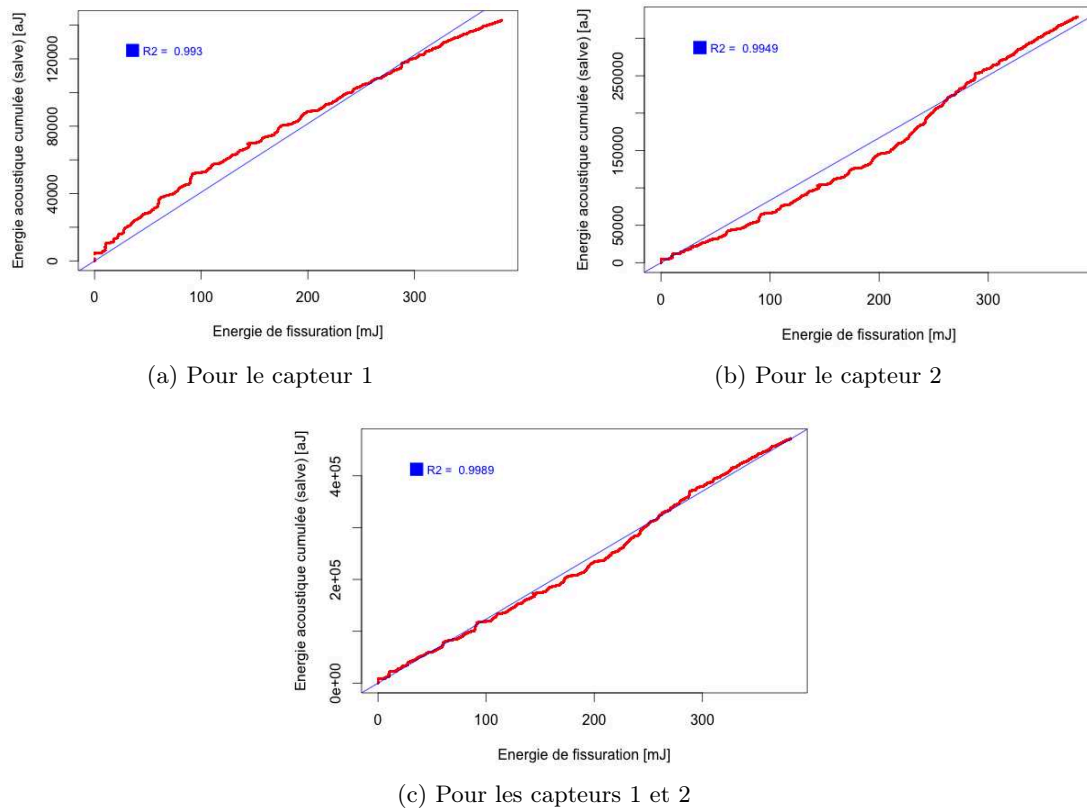 Energie acoustique cumulée (salve) [aJ]
0 40000 80000 120000
R2 = 0.993
0 100 200 300
Energie de fissuration [mJ]
(a) Pour le capteur 1
Energie acoustique cumulée (salve) [aJ]
0 50000 150000 250000
R2 = 0.9949
0 100 200 300
Energie de fissuration [mJ]
(b) Pour le capteur 2
Energie acoustique cumulée (salve) [aJ]
0e+00 2e+05 4e+05
R2 = 0.9989
0 100 200 300
Energie de fissuration [mJ]
(c) Pour les capteurs 1 et 2